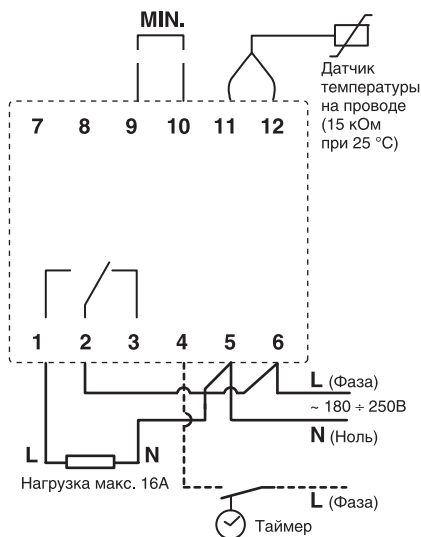 MIN.
Датчик
температуры
на проводе
(15 кОм
при 25 °C)
7 8 9 10 11 12
1 2 3 4 5 6
L (Фаза)
~ 180 ÷ 250В
N (Ноль)
L N
Нагрузка макс. 16А
L (Фаза)
Таймер